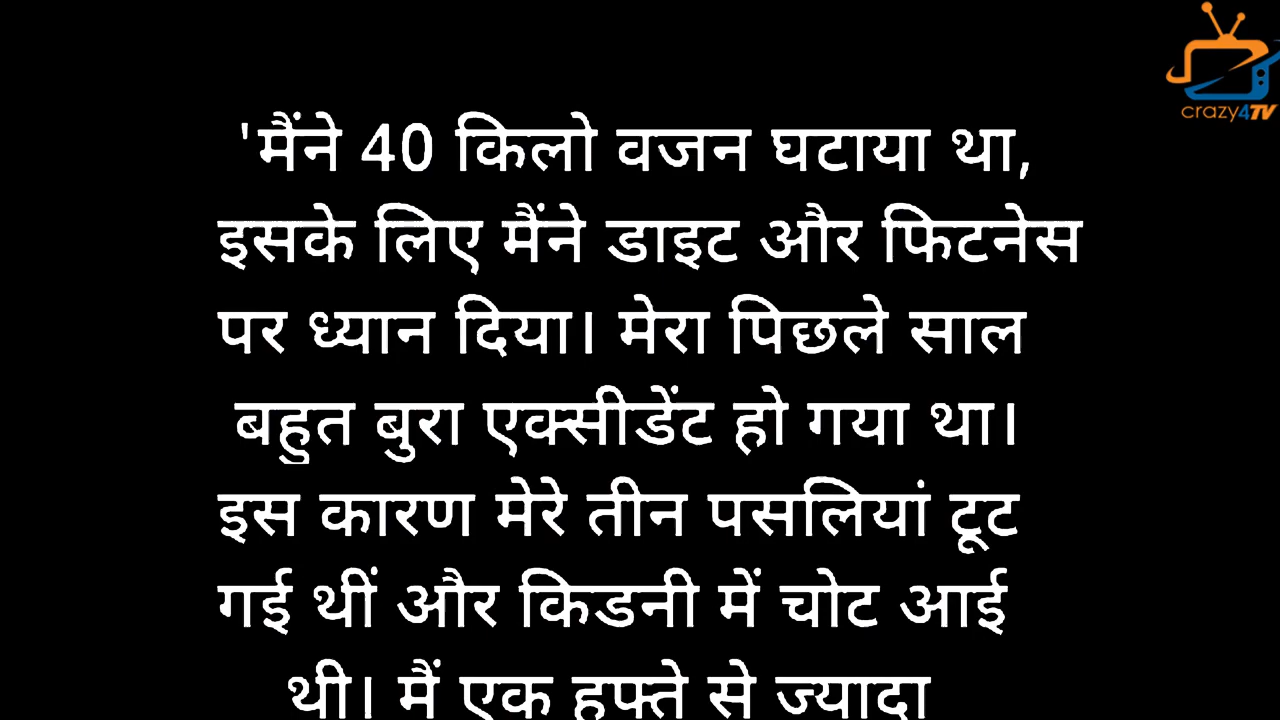 crazy4TV
'मैंने 40 किलो वजन घटाया था,
इसके लिए मैंने डाइट और फिटनेस
पर ध्यान दिया। मेरा पिछले साल
बहुत बुरा एक्सीडेंट हो गया था।
इस कारण मेरे तीन पसलियां टूट
गई थीं और किडनी में चोट आई
थी। मैं एक हफ्ते से ज्यादा